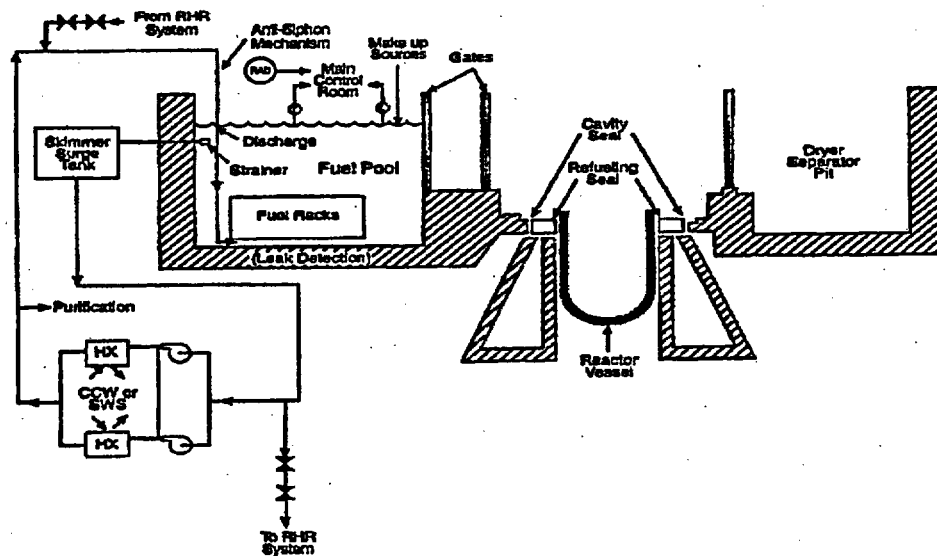 From RHR
System
Anti-Siphon
Mechanism
RAD
Main
Control
Room
Make up
Sources
Gates
Skimmer
Surge
Tank
Discharge
Strainer
Fuel Pool
Fuel Racks
(Leak Detection)
Cavity
Seal
Refueling
Seal
Dryer
Separator
Pit
Reactor
Vessel
Purification
HX
CCW or
SWS
HX
To RHR
System